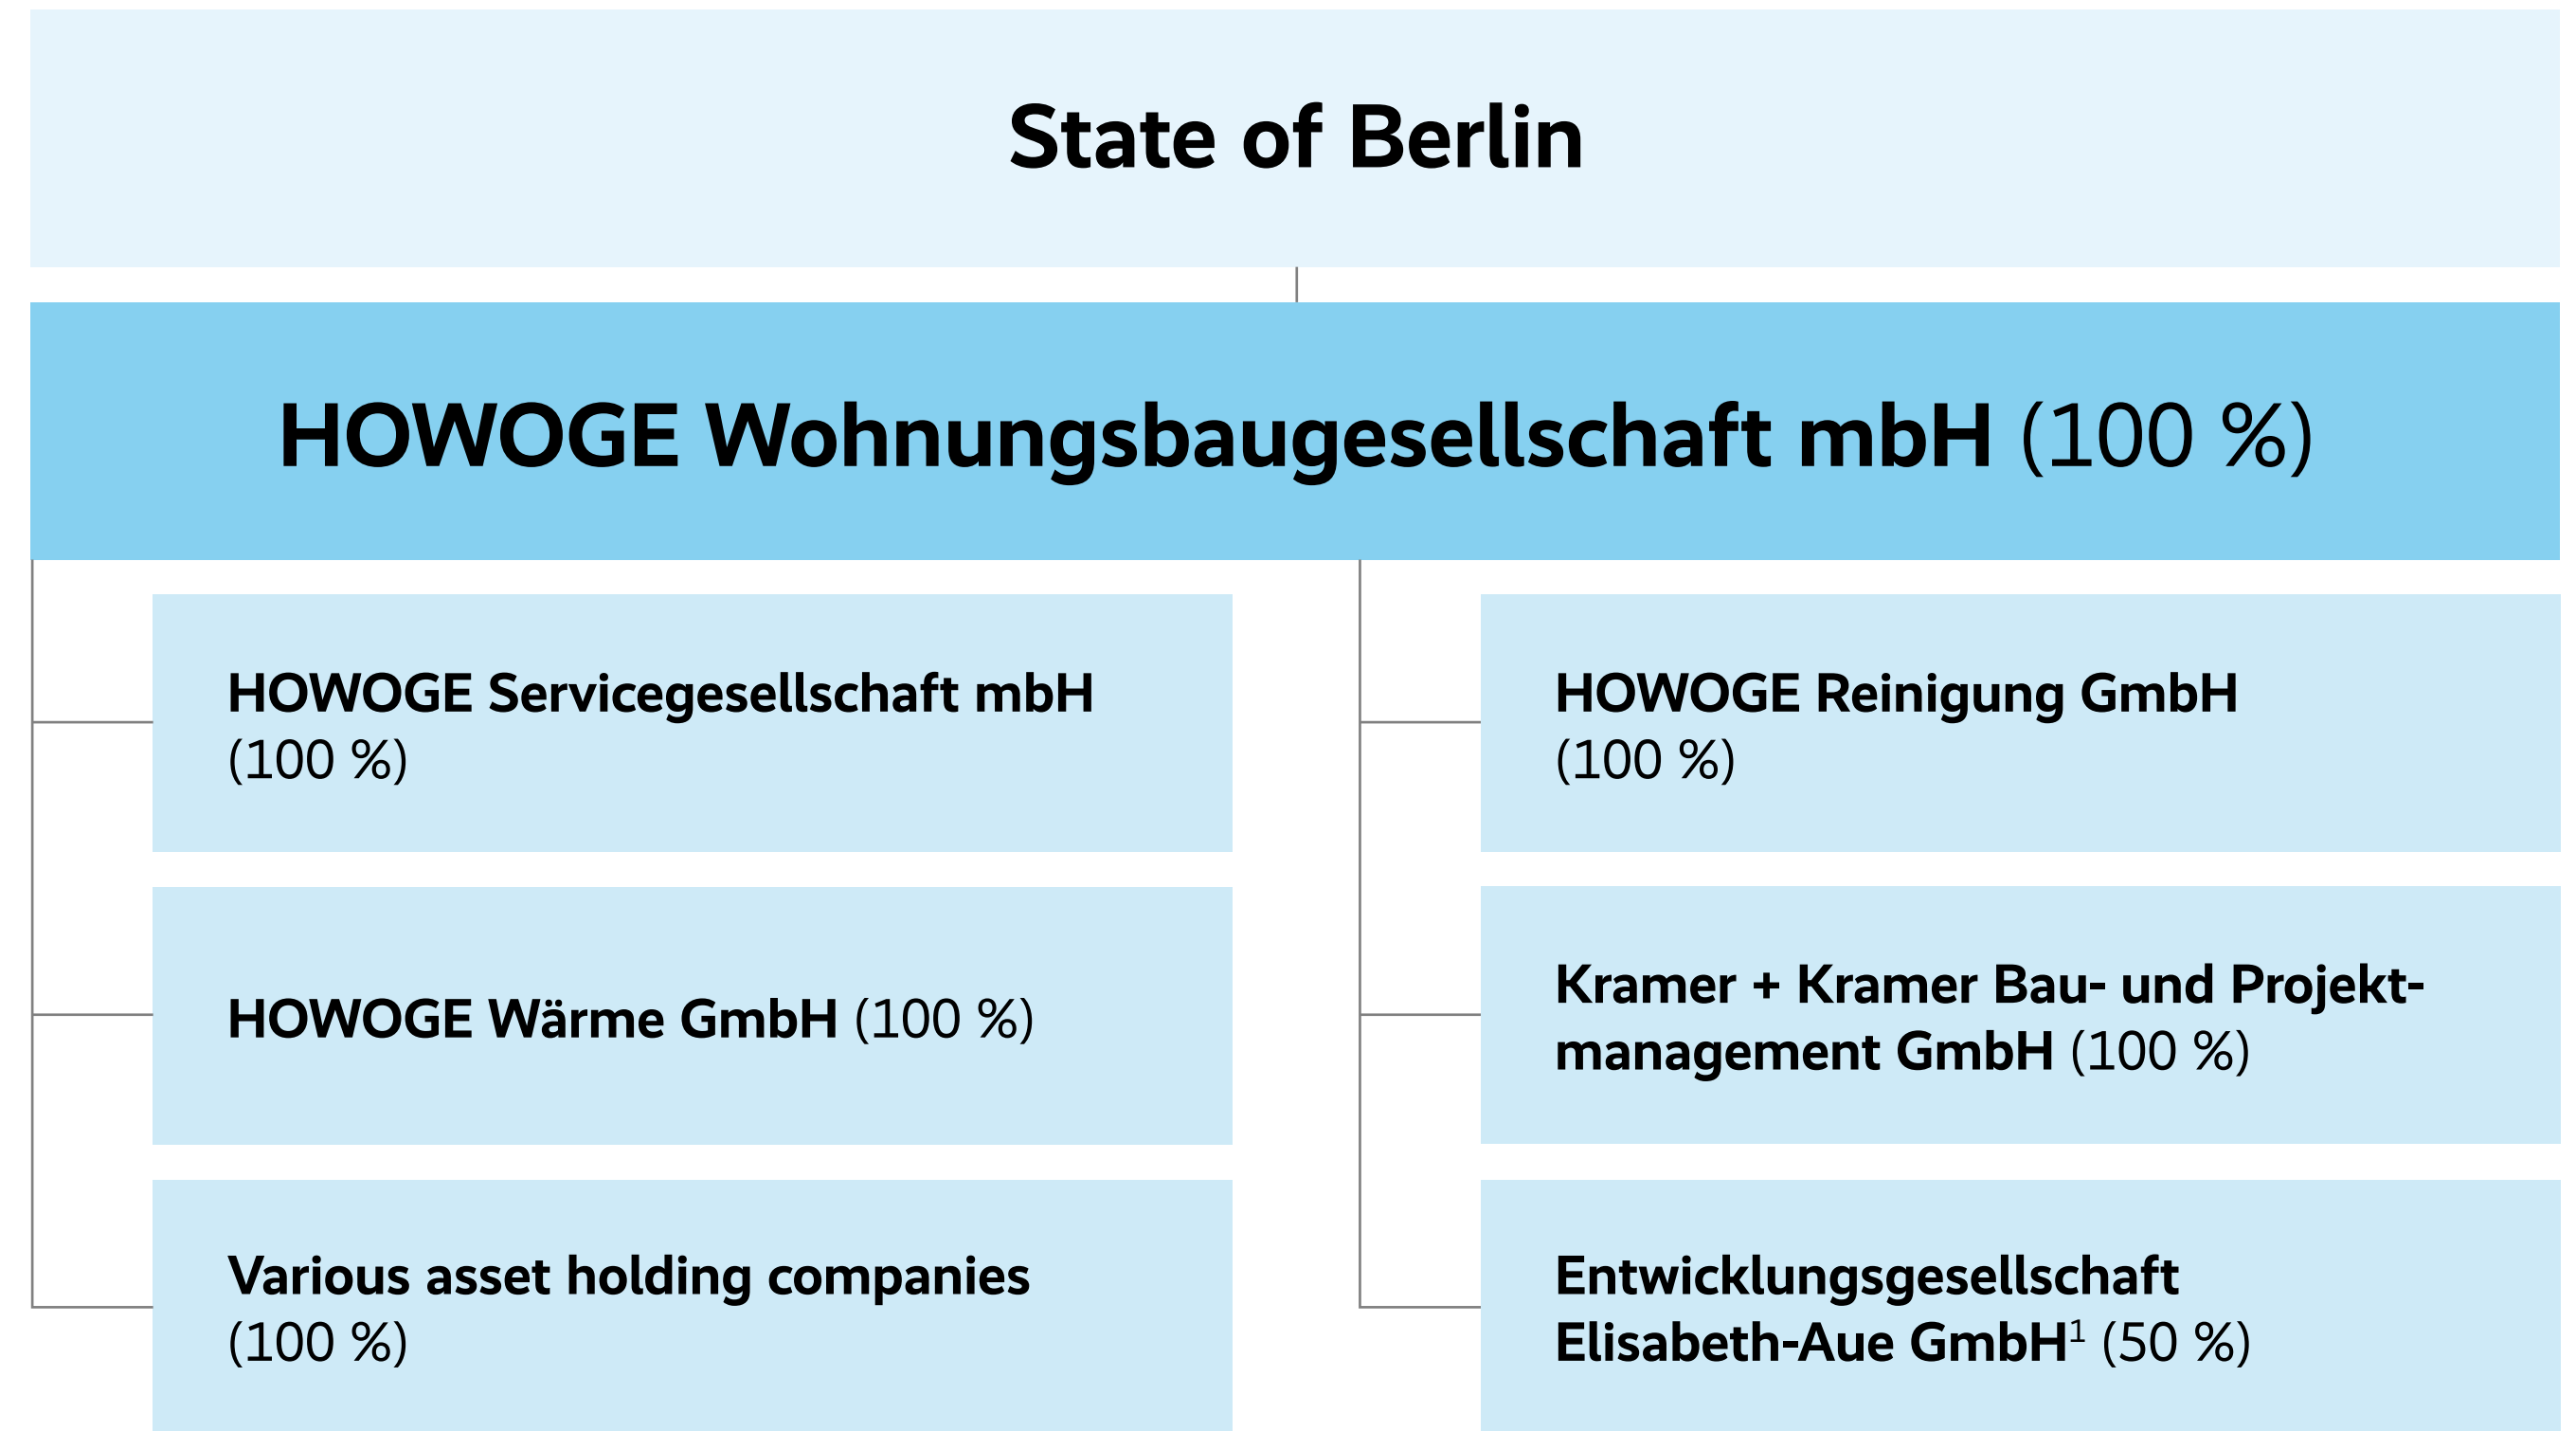 State of Berlin
HOWOGE Wohnungsbaugesellschaft mbH (100 %)
HOWOGE Servicegesellschaft mbH
(100 %)
HOWOGE Wärme GmbH (100 %)
Various asset holding companies
(100 %)
HOWOGE Reinigung GmbH
(100 %)
Kramer + Kramer Bau- und Projekt-
management GmbH (100 %)
Entwicklungsgesellschaft
Elisabeth-Aue GmbH¹ (50 %)